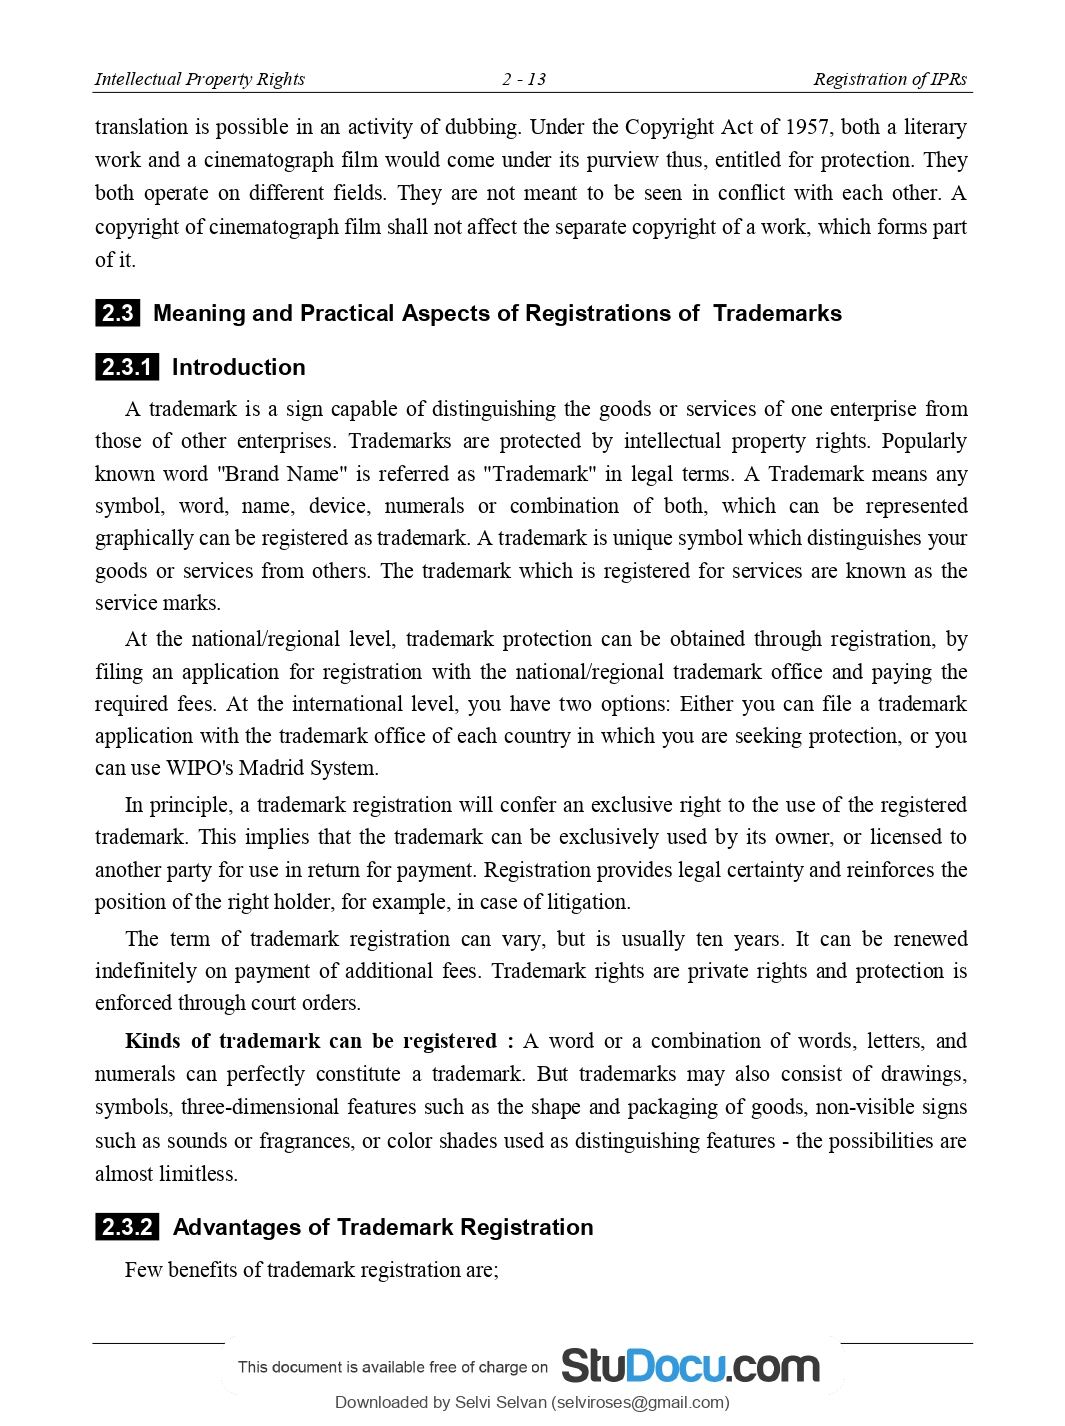 Intellectual Property Rights 2 - 13 Registration of IPRs
translation is possible in an activity of dubbing. Under the Copyright Act of 1957, both a literary
work and a cinematograph film would come under its purview thus, entitled for protection. They
both operate on different fields. They are not meant to be seen in conflict with each other. A
copyright of cinematograph film shall not affect the separate copyright of a work, which forms part
of it.
2.3 Meaning and Practical Aspects of Registrations of Trademarks
2.3.1 Introduction
A trademark is a sign capable of distinguishing the goods or services of one enterprise from
those of other enterprises. Trademarks are protected by intellectual property rights. Popularly
known word "Brand Name" is referred as "Trademark" in legal terms. A Trademark means any
symbol, word, name, device, numerals or combination of both, which can be represented
graphically can be registered as trademark. A trademark is unique symbol which distinguishes your
goods or services from others. The trademark which is registered for services are known as the
service marks.
At the national/regional level, trademark protection can be obtained through registration, by
filing an application for registration with the national/regional trademark office and paying the
required fees. At the international level, you have two options: Either you can file a trademark
application with the trademark office of each country in which you are seeking protection, or you
can use WIPO's Madrid System.
In principle, a trademark registration will confer an exclusive right to the use of the registered
trademark. This implies that the trademark can be exclusively used by its owner, or licensed to
another party for use in return for payment. Registration provides legal certainty and reinforces the
position of the right holder, for example, in case of litigation.
The term of trademark registration can vary, but is usually ten years. It can be renewed
indefinitely on payment of additional fees. Trademark rights are private rights and protection is
enforced through court orders.
Kinds of trademark can be registered : A word or a combination of words, letters, and
numerals can perfectly constitute a trademark. But trademarks may also consist of drawings,
symbols, three-dimensional features such as the shape and packaging of goods, non-visible signs
such as sounds or fragrances, or color shades used as distinguishing features - the possibilities are
almost limitless.
2.3.2 Advantages of Trademark Registration
Few benefits of trademark registration are;
This document is available free of charge on StuDocu.com
Downloaded by Selvi Selvan (selviroses@gmail.com)